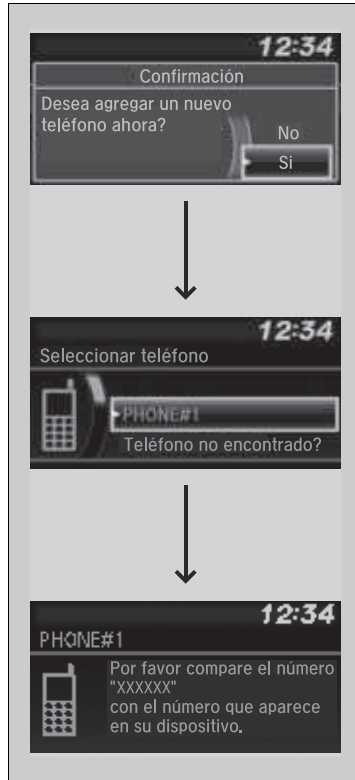 12:34
Confirmación
Desea agregar un nuevo
teléfono ahora?
No
Si
12:34
Seleccionar teléfono
PHONE#1
Teléfono no encontrado?
12:34
PHONE#1
Por favor compare el número
"XXXXXX"
con el número que aparece
en su dispositivo.